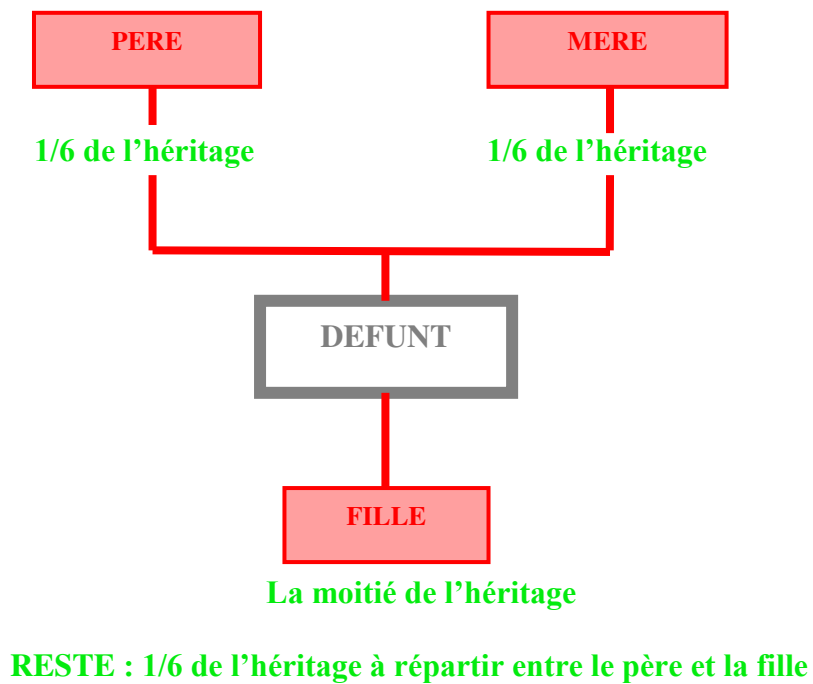 PERE
MERE
1/6 de l’héritage
1/6 de l’héritage
DEFUNT
FILLE
La moitié de l’héritage
RESTE : 1/6 de l’héritage à répartir entre le père et la fille